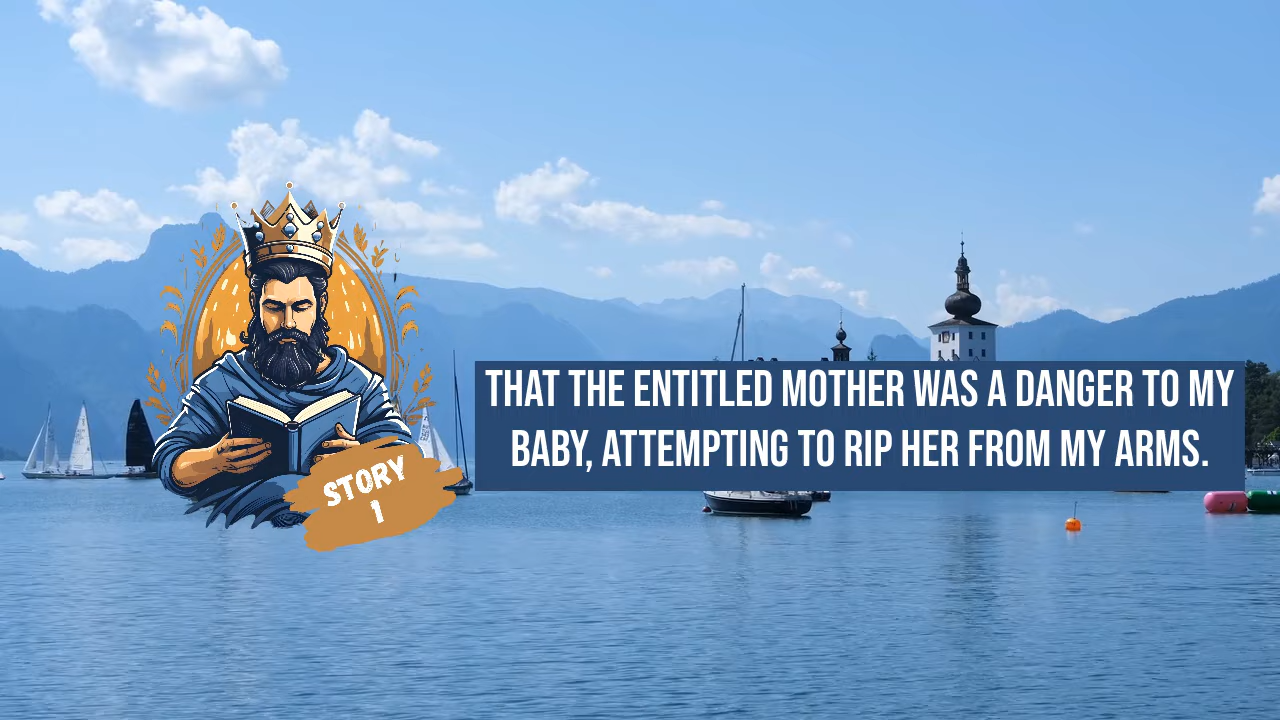 THAT THE ENTITLED MOTHER WAS A DANGER TO MY
BABY, ATTEMPTING TO RIP HER FROM MY ARMS.
STORY
1